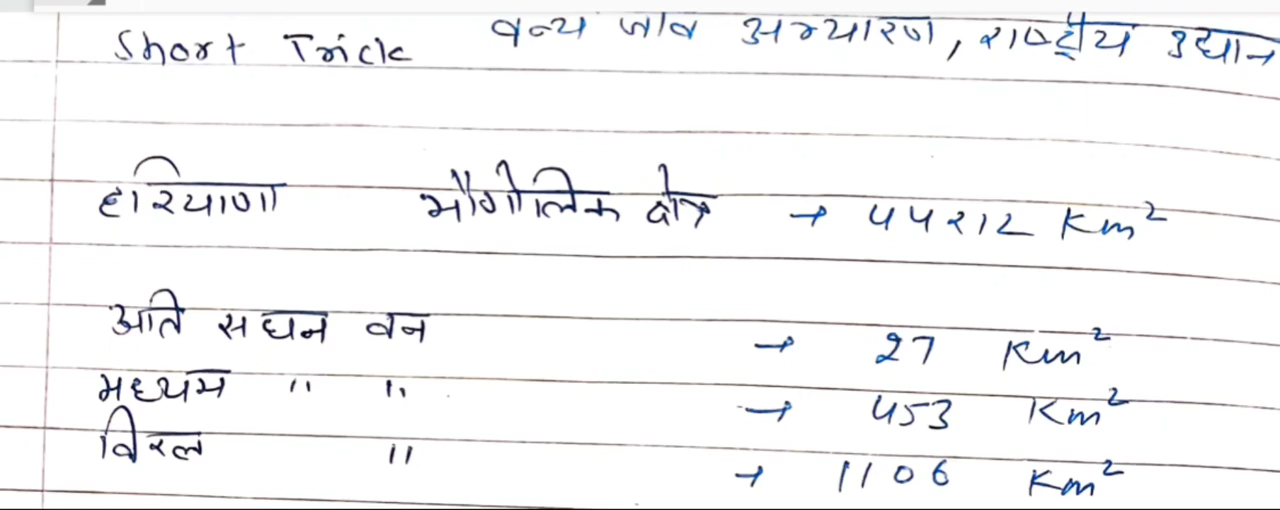 Short Trick वन्य जीव अभ्यारण, राष्ट्रीय उद्यान
हरियाणा भौगोलिक क्षेत्र → 44212 Km²
अति सघन वन → 27 Km²
मध्यम " " → 453 Km²
विरल " → 1106 Km²